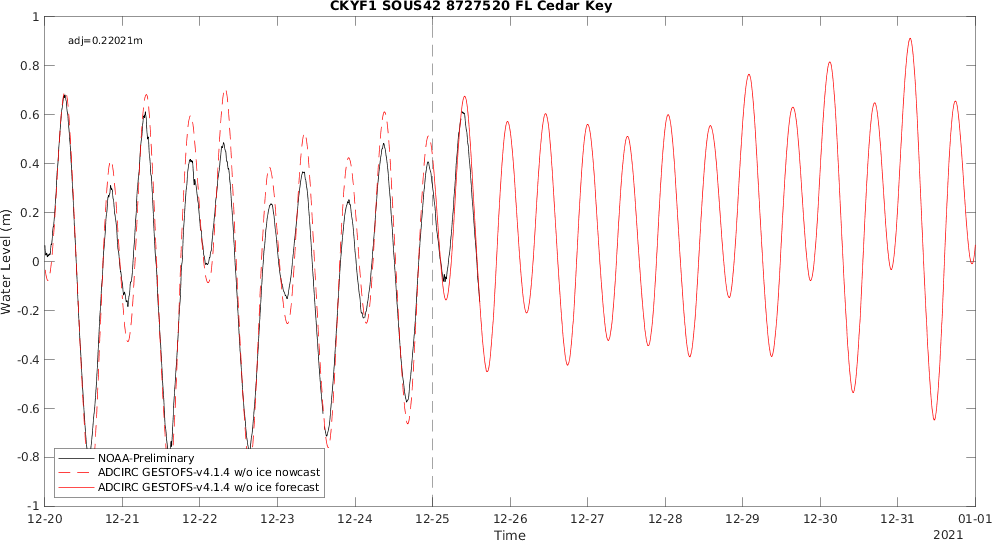 CKYF1 SOUS42 8727520 FL Cedar Key
adj=0.22021m
1
0.8
0.6
0.4
0.2
0
-0.2
-0.4
-0.6
-0.8
-1
Water Level (m)
NOAA-Preliminary
ADCIRC GESTOFS-v4.1.4 w/o ice nowcast
ADCIRC GESTOFS-v4.1.4 w/o ice forecast
12-20 12-21 12-22 12-23 12-24 12-25 12-26 12-27 12-28 12-29 12-30 12-31 01-01
Time
2021